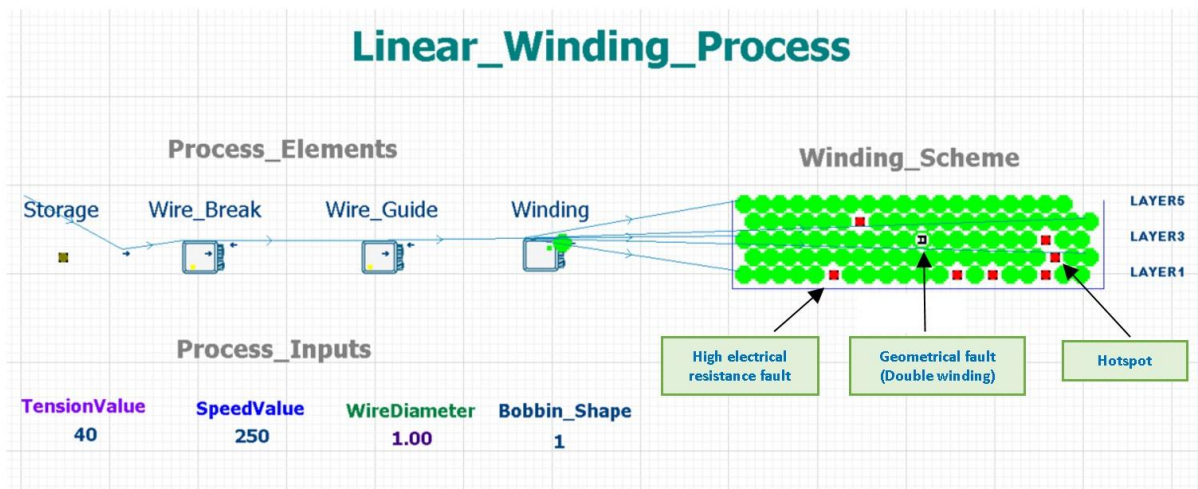 Linear_Winding_Process
Process_Elements
Winding_Scheme
Storage Wire_Break Wire_Guide Winding
LAYER5
LAYER3
LAYER1
High electrical
resistance fault
Geometrical fault
(Double winding)
Hotspot
Process_Inputs
TensionValue SpeedValue WireDiameter Bobbin_Shape
40 250 1.00 1